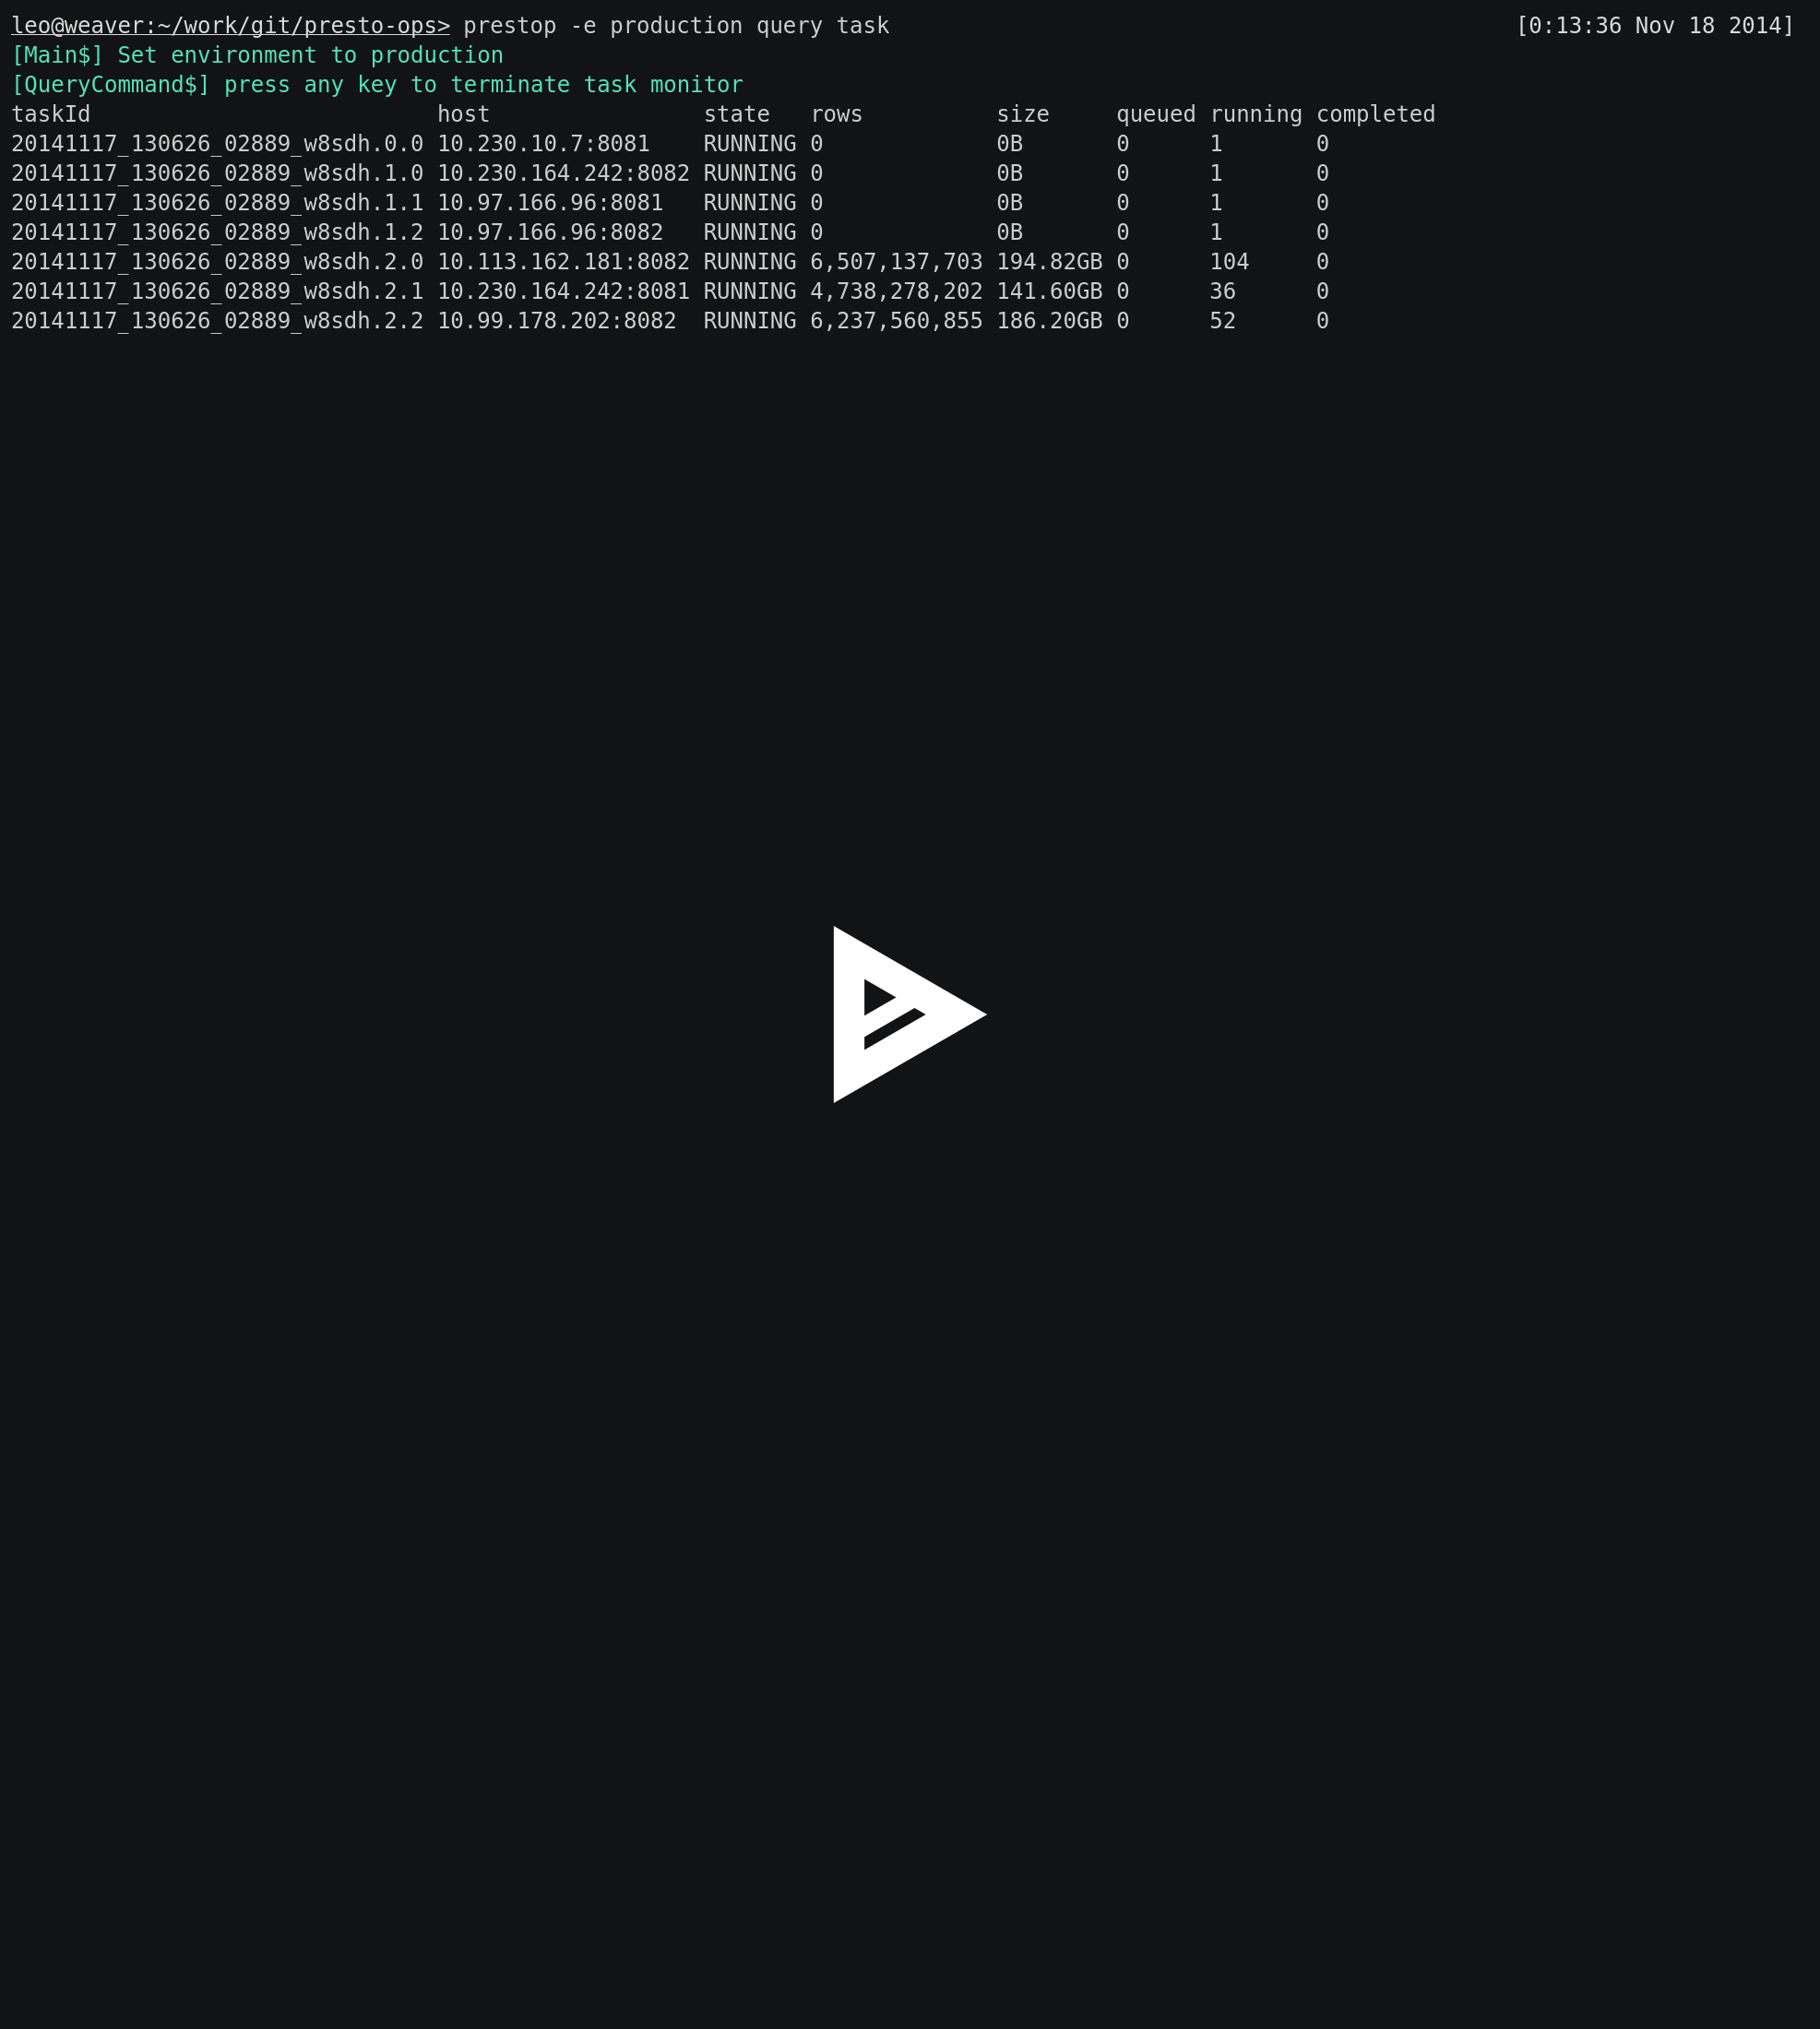 leo@weaver:~/work/git/presto-ops> prestop -e production query task [0:13:36 Nov 18 2014]
[Main$] Set environment to production
[QueryCommand$] press any key to terminate task monitor
taskId host state rows size queued running completed
20141117_130626_02889_w8sdh.0.0 10.230.10.7:8081 RUNNING 0 0B 0 1 0
20141117_130626_02889_w8sdh.1.0 10.230.164.242:8082 RUNNING 0 0B 0 1 0
20141117_130626_02889_w8sdh.1.1 10.97.166.96:8081 RUNNING 0 0B 0 1 0
20141117_130626_02889_w8sdh.1.2 10.97.166.96:8082 RUNNING 0 0B 0 1 0
20141117_130626_02889_w8sdh.2.0 10.113.162.181:8082 RUNNING 6,507,137,703 194.82GB 0 104 0
20141117_130626_02889_w8sdh.2.1 10.230.164.242:8081 RUNNING 4,738,278,202 141.60GB 0 36 0
20141117_130626_02889_w8sdh.2.2 10.99.178.202:8082 RUNNING 6,237,560,855 186.20GB 0 52 0